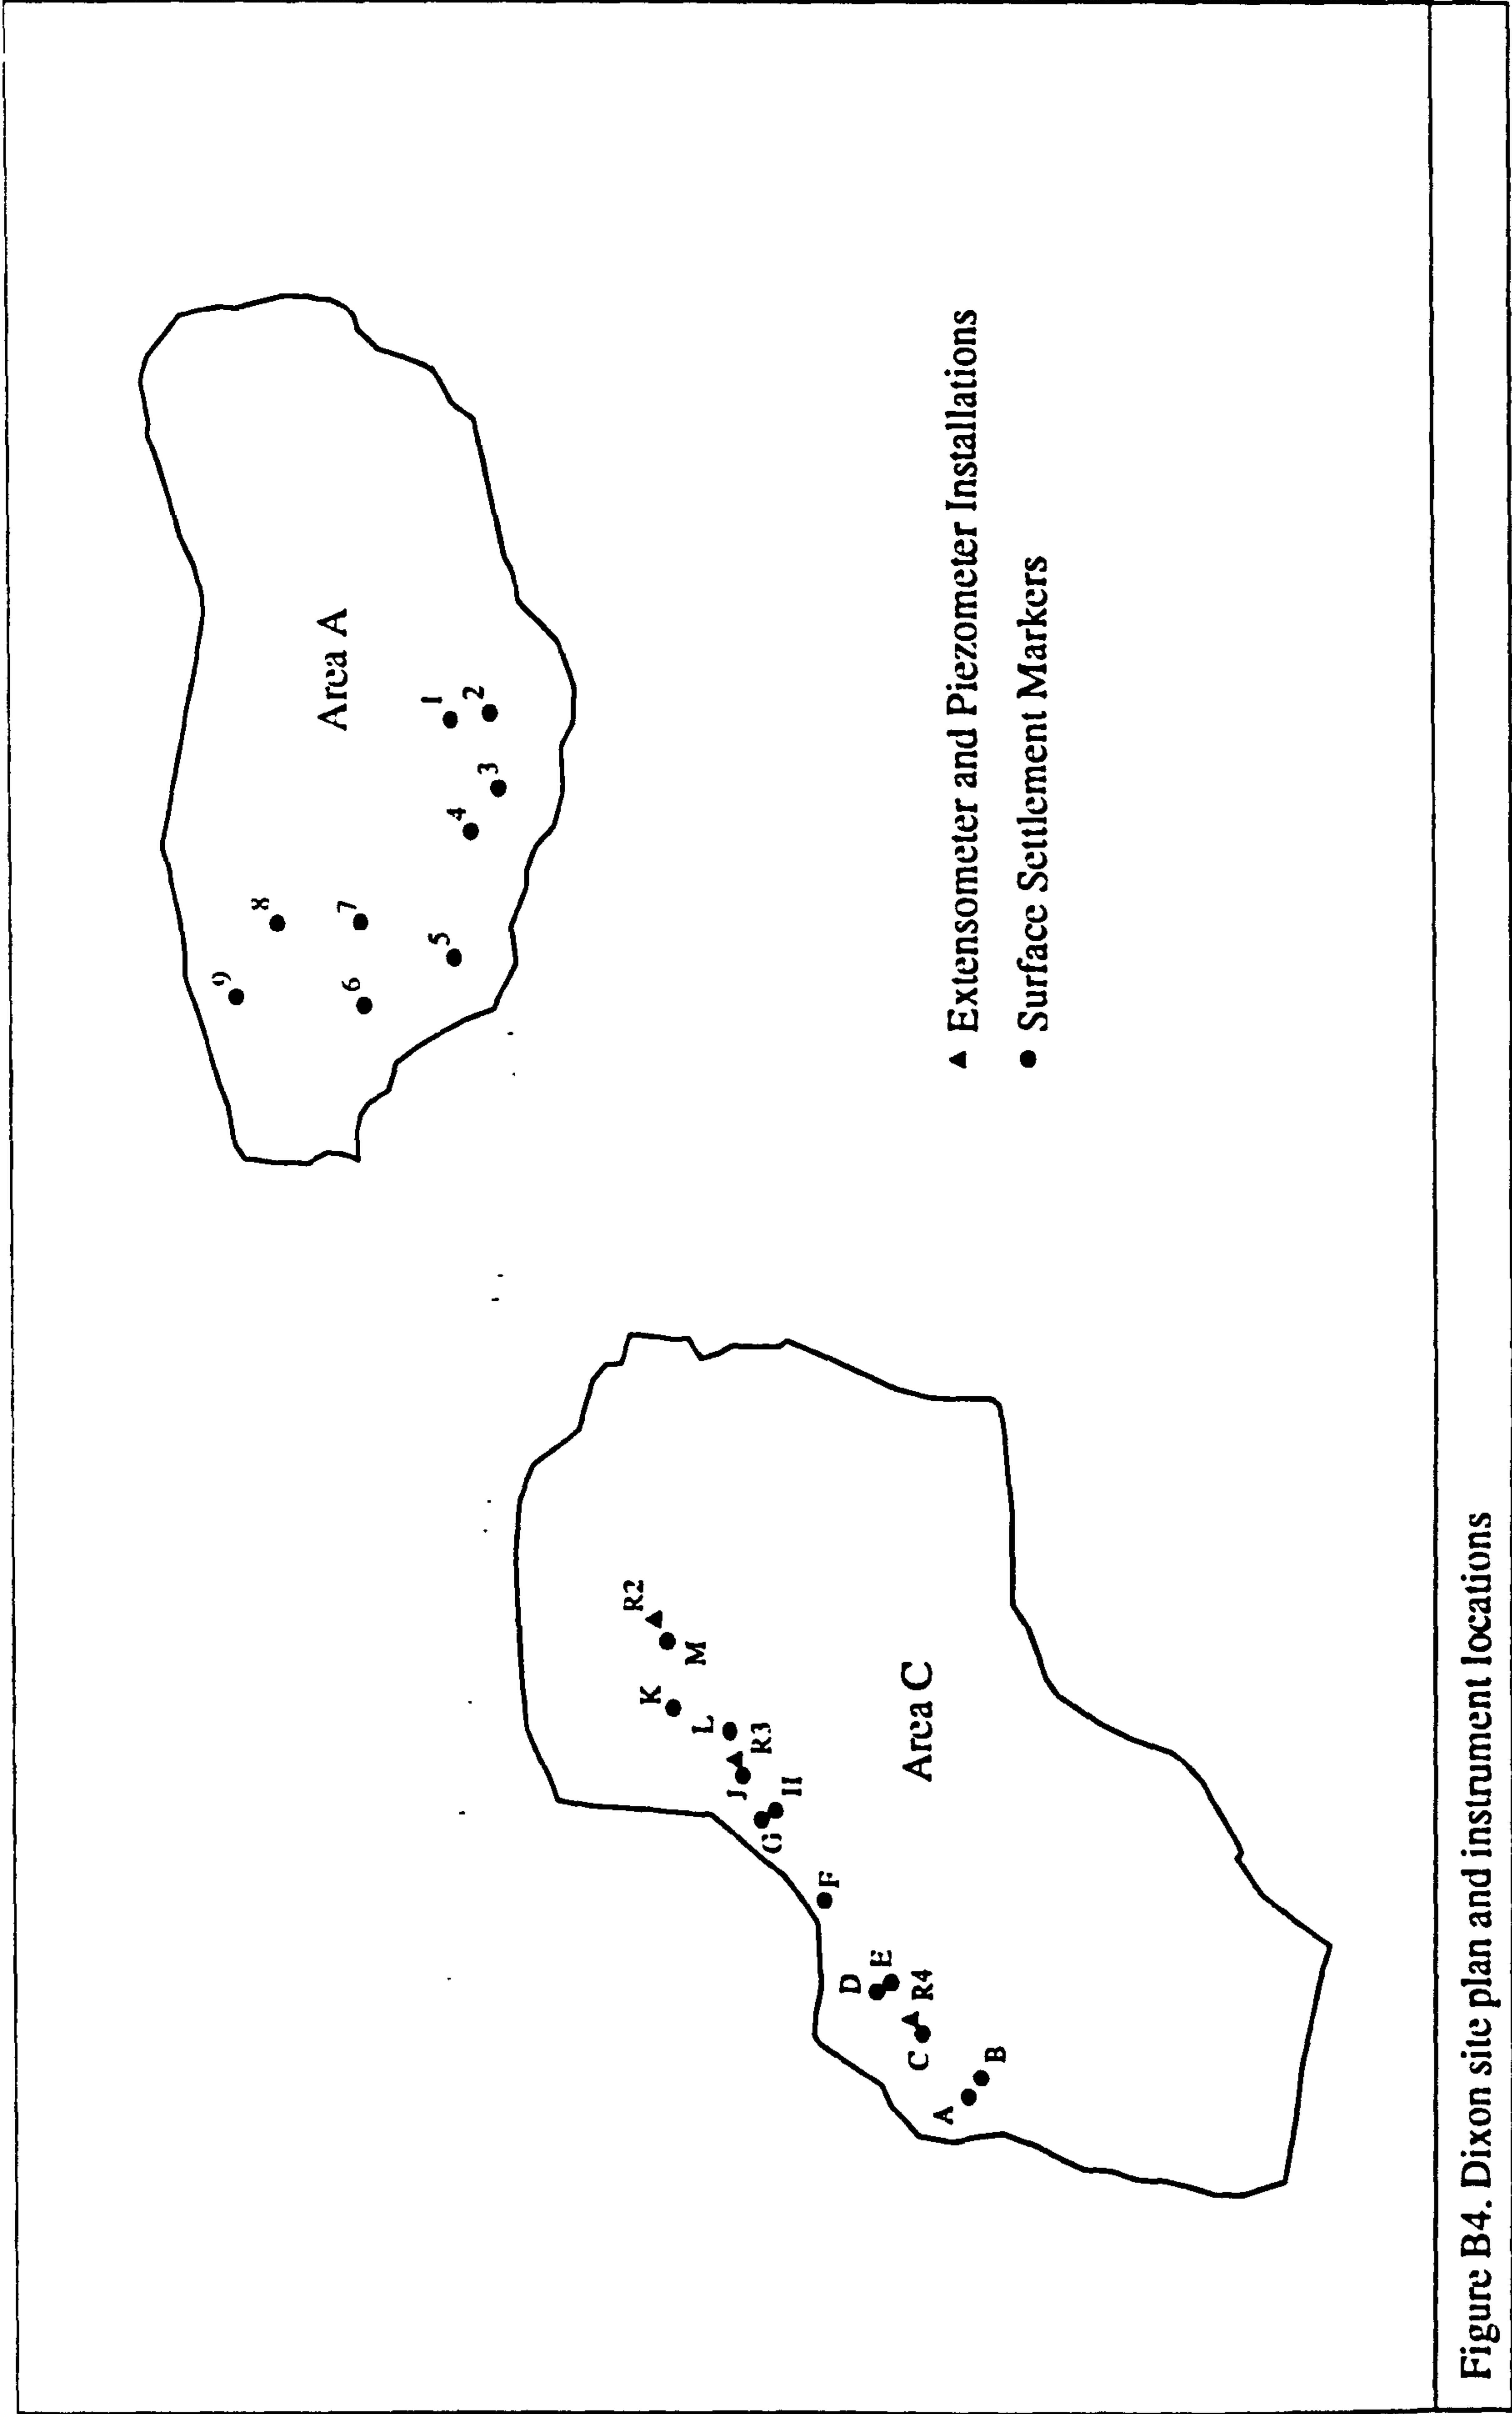 Area A
1
2
3
4
5
6
7
8
9
▲ Extensometer and Piezometer Installations
● Surface Settlement Markers
R2
M
K
L
R3
J
H
G
F
D
E
R4
C
A
B
Area C
Figure B4. Dixon site plan and instrument locations